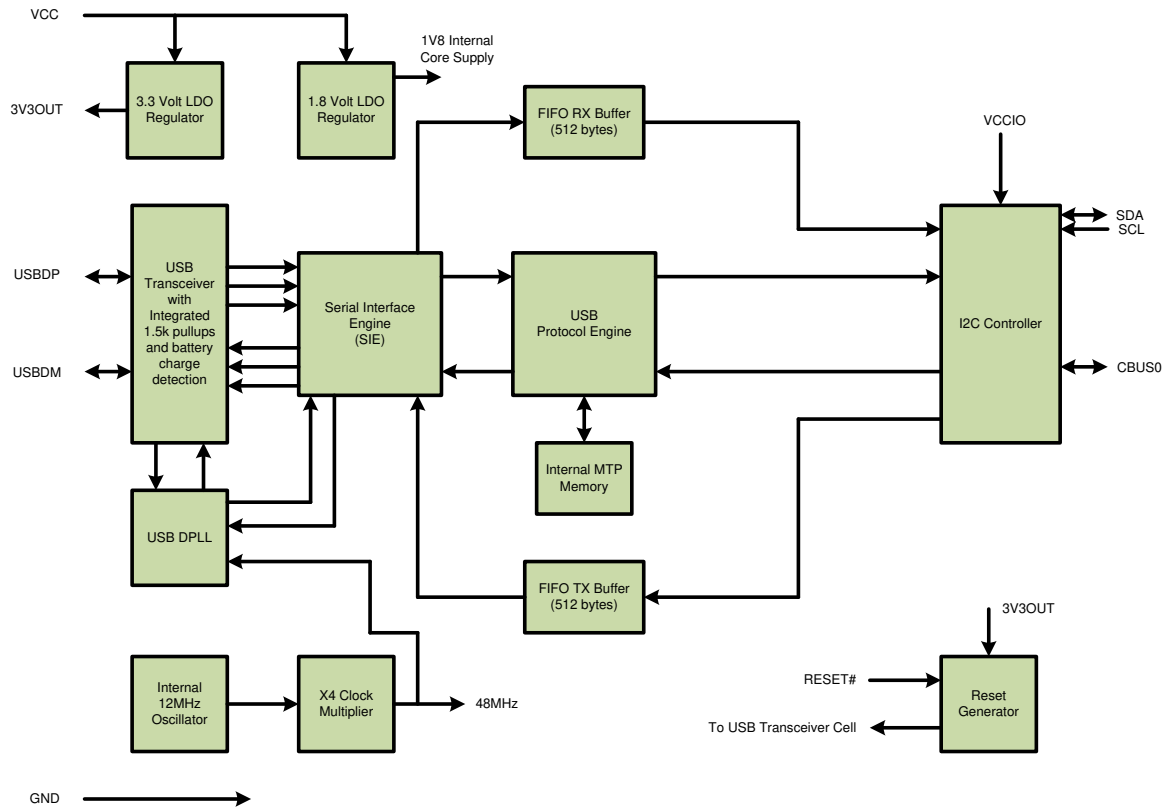 VCC
1V8 Internal
Core Supply
3V3OUT
3.3 Volt LDO
Regulator
1.8 Volt LDO
Regulator
FIFO RX Buffer
(512 bytes)
VCCIO
SDA
SCL
USBDP
USBDM
USB
Transceiver
with
Integrated
1.5k pullups
and battery
charge
detection
Serial Interface
Engine
(SIE)
USB
Protocol Engine
I2C Controller
CBUS0
Internal MTP
Memory
USB DPLL
FIFO TX Buffer
(512 bytes)
3V3OUT
Internal
12MHz
Oscillator
X4 Clock
Multiplier
48MHz
RESET#
Reset
Generator
To USB Transceiver Cell
GND